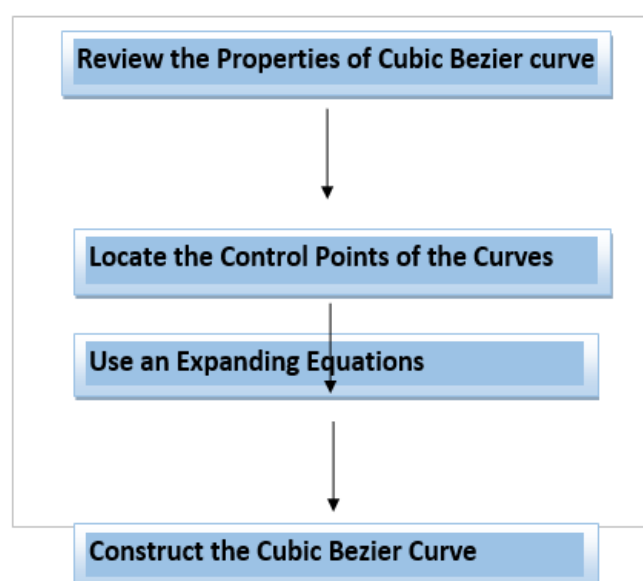 Review the Properties of Cubic Bezier curve
Locate the Control Points of the Curves
Use an Expanding Equations
Construct the Cubic Bezier Curve